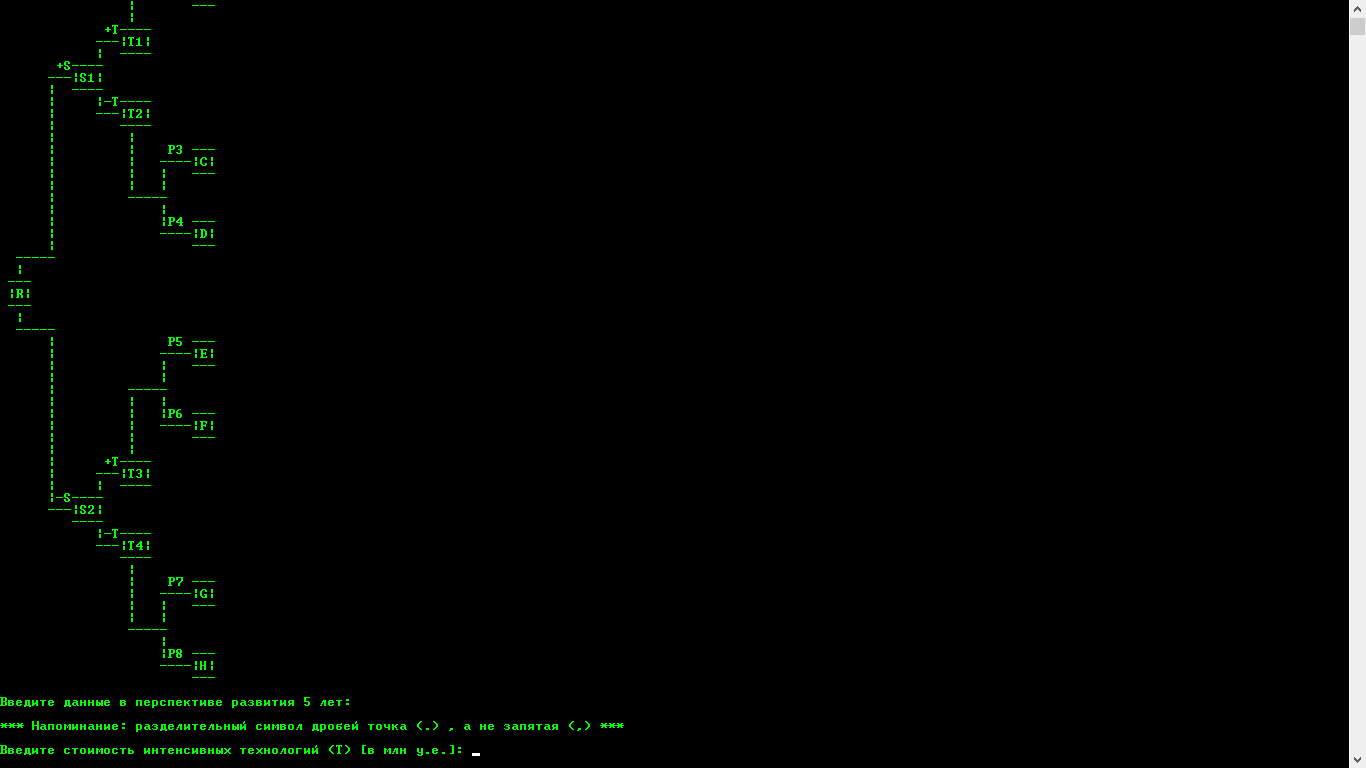 +T
T1
+S
S1
-T
T2
P3
C
P4
D
R
P5
E
P6
F
+T
T3
-S
S2
-T
T4
P7
G
P8
H
Введите данные в перспективе развития 5 лет:
*** Напоминание: разделительный символ дробей точка (.) , а не запятая (,) ***
Введите стоимость интенсивных технологий (T) [в млн у.е.]: _